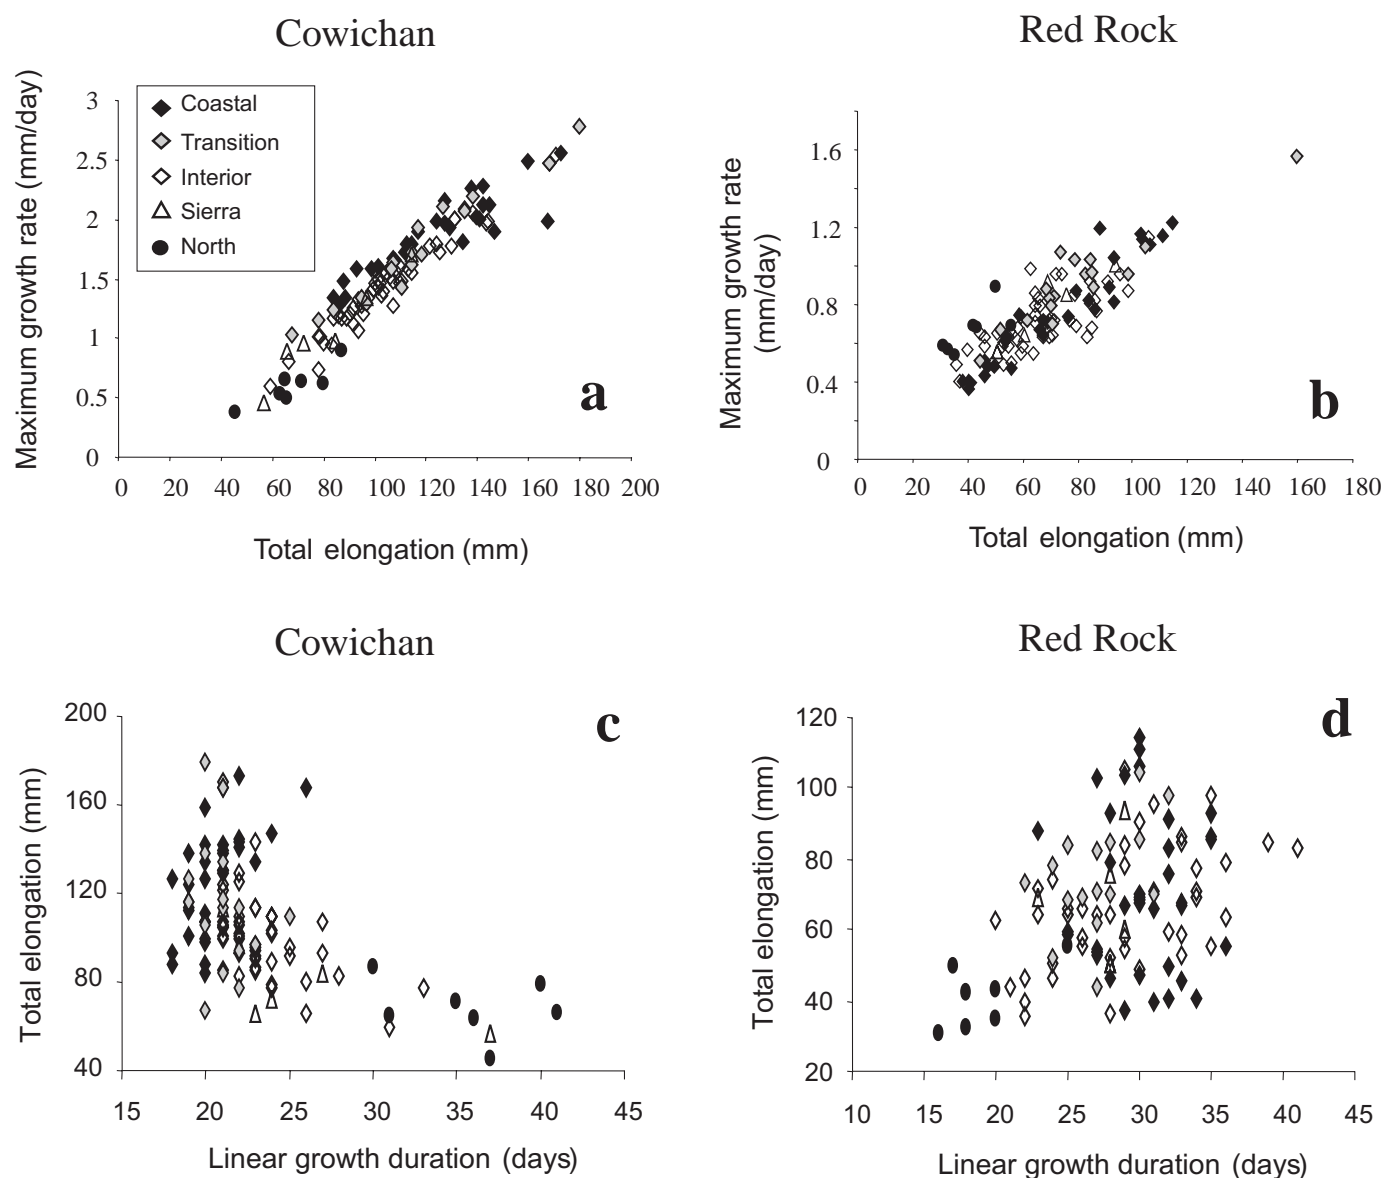 Cowichan
Maximum growth rate (mm/day)
3
2.5
2
1.5
1
0.5
0
Coastal
Transition
Interior
Sierra
North
a
0 20 40 60 80 100 120 140 160 180 200
Total elongation (mm)
Red Rock
Maximum growth rate
(mm/day)
1.6
1.2
0.8
0.4
0
b
0 20 40 60 80 100 120 140 160 180
Total elongation (mm)
Cowichan
Total elongation (mm)
200
160
120
80
40
c
15 20 25 30 35 40 45
Linear growth duration (days)
Red Rock
Total elongation (mm)
120
100
80
60
40
20
d
10 15 20 25 30 35 40 45
Linear growth duration (days)